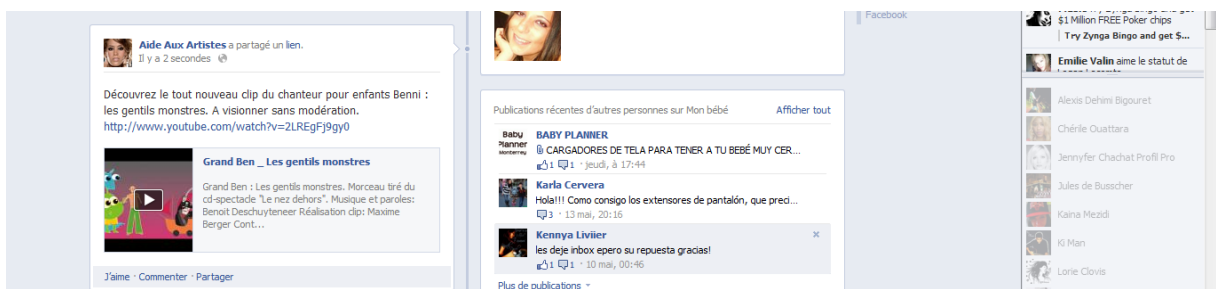 Aide Aux Artistes a partagé un lien.
Il y a 2 secondes
Découvrez le tout nouveau clip du chanteur pour enfants Benni :
les gentils monstres. A visionner sans modération.
http://www.youtube.com/watch?v=2LREgFj9gy0
Grand Ben _ Les gentils monstres
Grand Ben : Les gentils monstres. Morceau tiré du
cd-spectacle "Le nez dehors". Musique et paroles:
Benoit Deschuyteneer Réalisation clip: Maxime
Berger Cont...
J'aime · Commenter · Partager
Publications récentes d'autres personnes sur Mon bébé
Afficher tout
Baby
Planner
Monterrey
BABY PLANNER
CARGADORES DE TELA PARA TENER A TU BEBÉ MUY CER...
1 1 · jeudi, à 17:44
Karla Cervera
Hola!!! Como consigo los extensores de pantalón, que preci...
3 · 13 mai, 20:16
Kennya Liviier
les deje inbox epero su repuesta gracias!
1 1 · 10 mai, 00:46
Plus de publications
Facebook
Zynga Bingo and get
$1 Million FREE Poker chips
Try Zynga Bingo and get $...
Emilie Valin aime le statut de
Alexis Dehimi Bigouret
Chérile Ouattara
Jennyfer Chachat Profil Pro
Jules de Busscher
Kaina Mezidi
Ki Man
Lorie Clovis